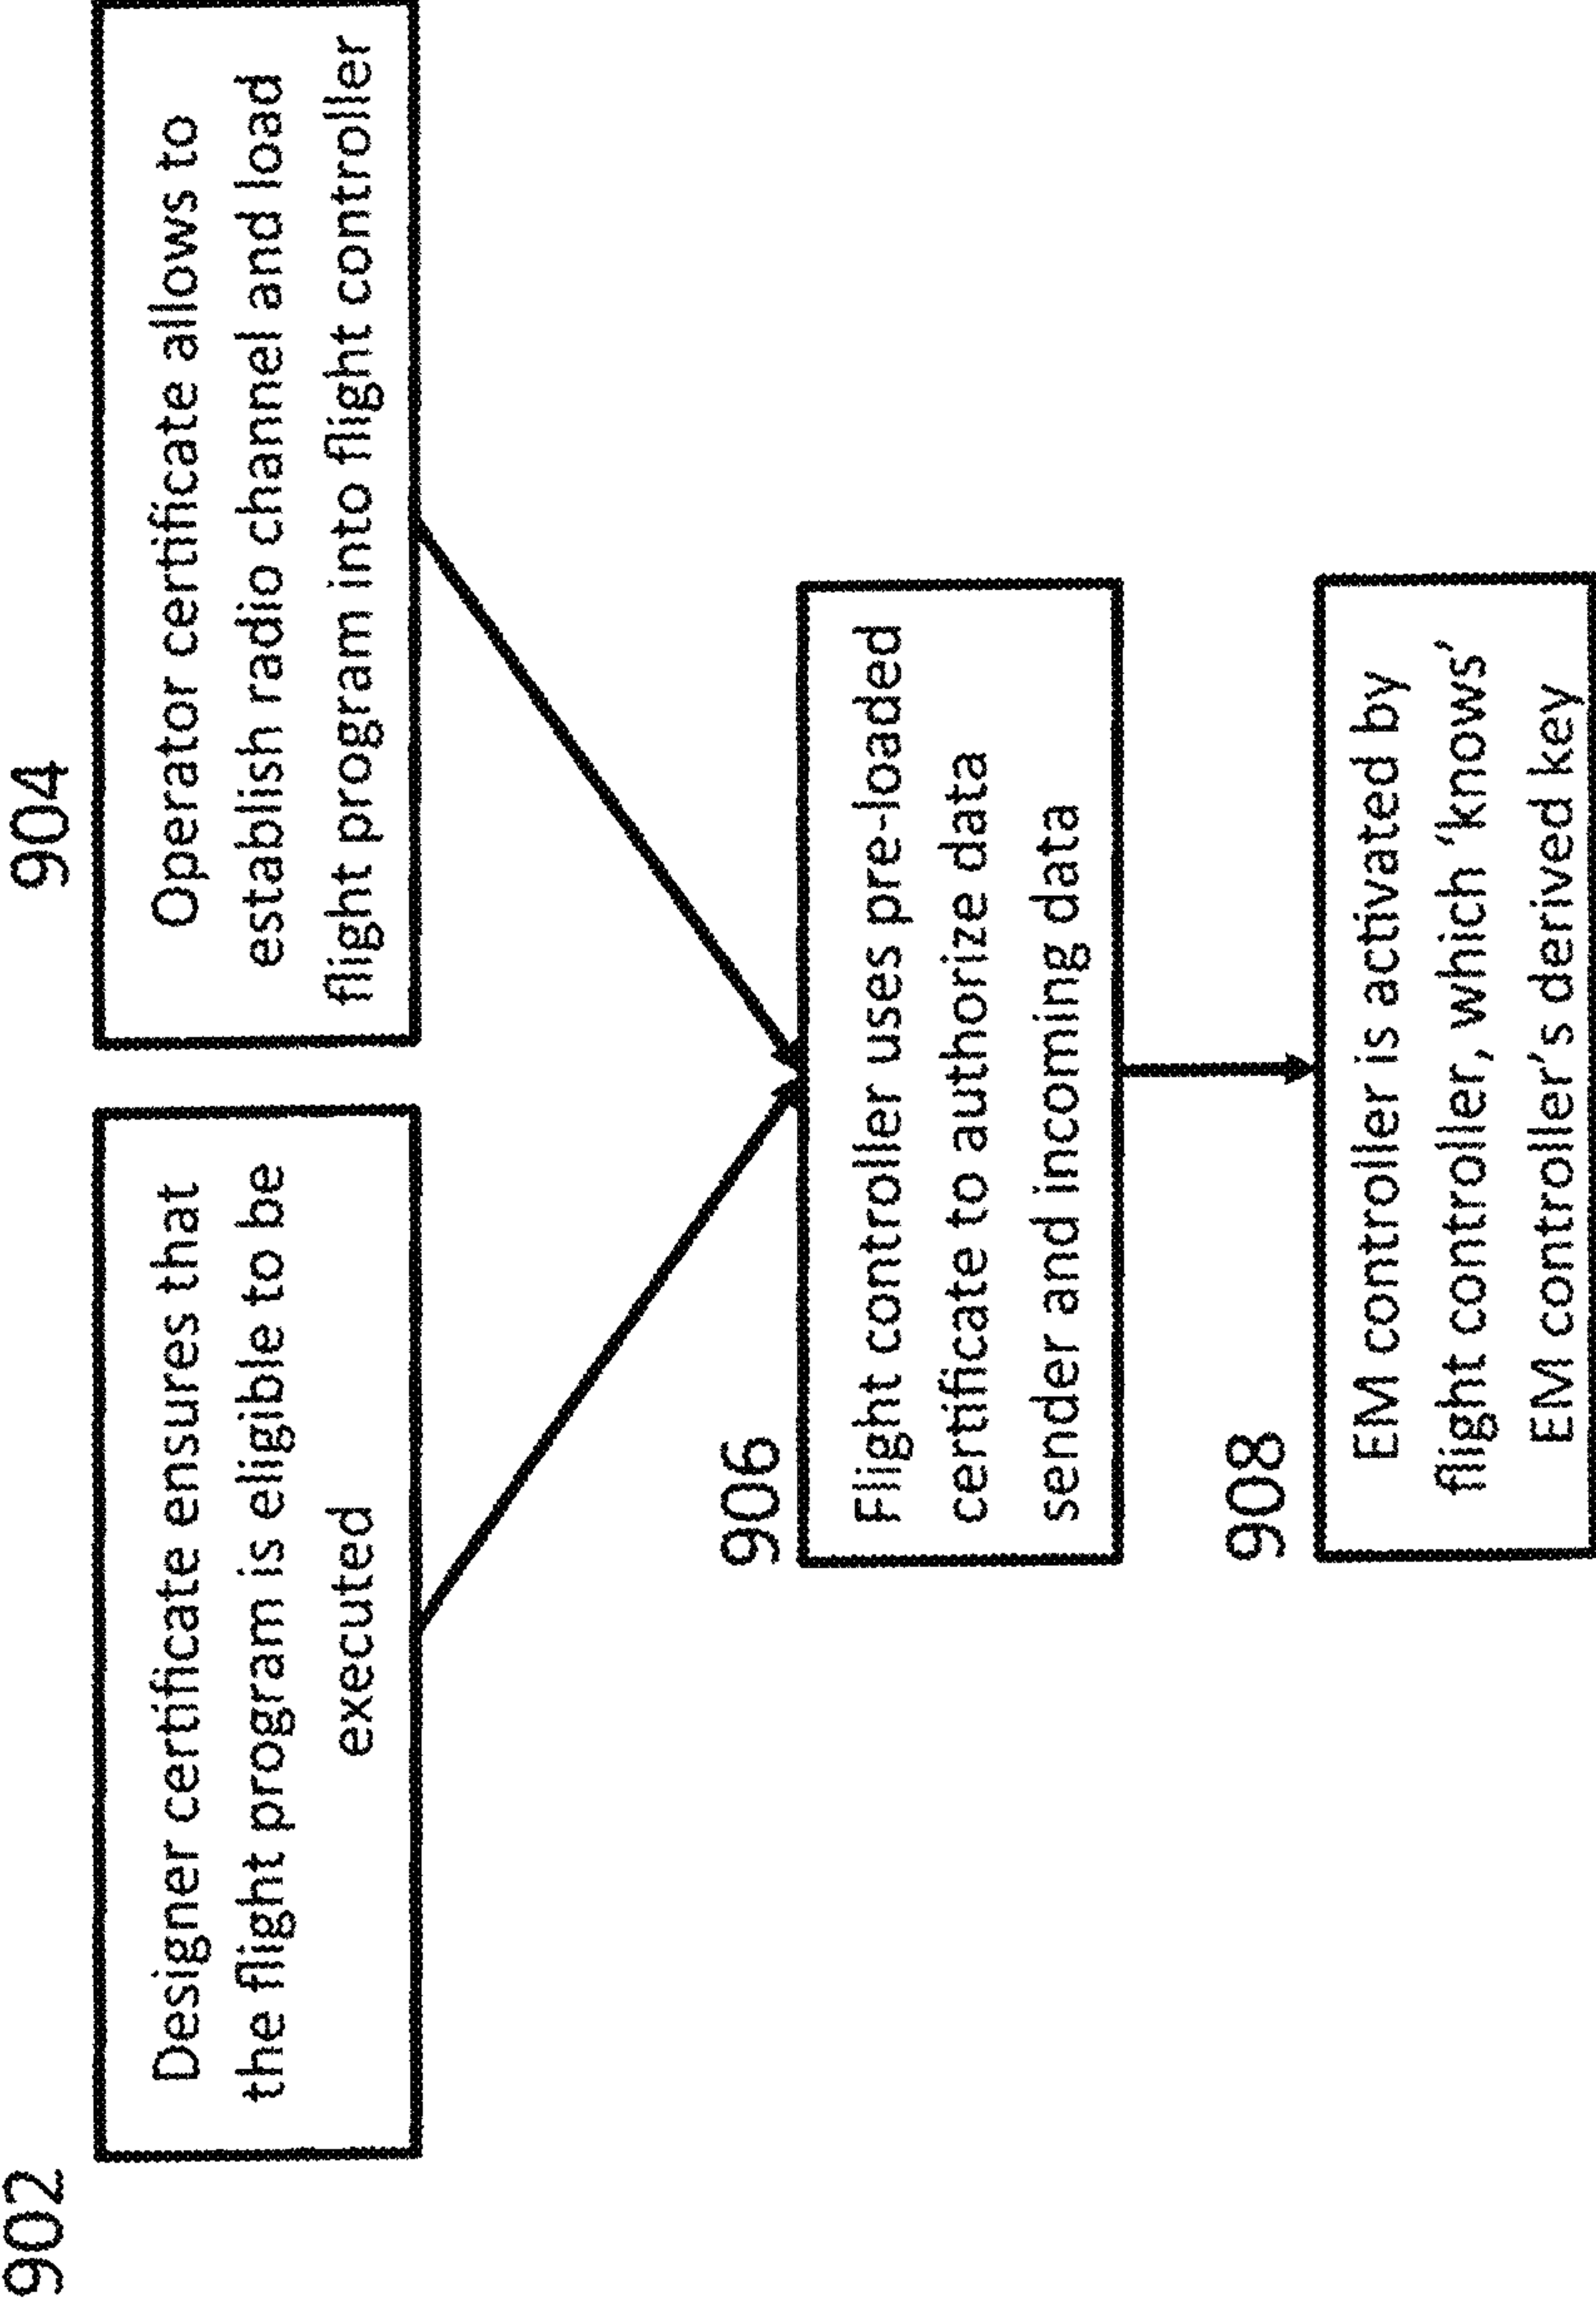 902
Designer certificate ensures that
the flight program is eligible to be
executed
904
Operator certificate allows to
establish radio channel and load
flight program into flight controller
906
Flight controller uses pre-loaded
certificate to authorize data
sender and incoming data
908
EM controller is activated by
flight controller, which ‘knows’
EM controller’s derived key